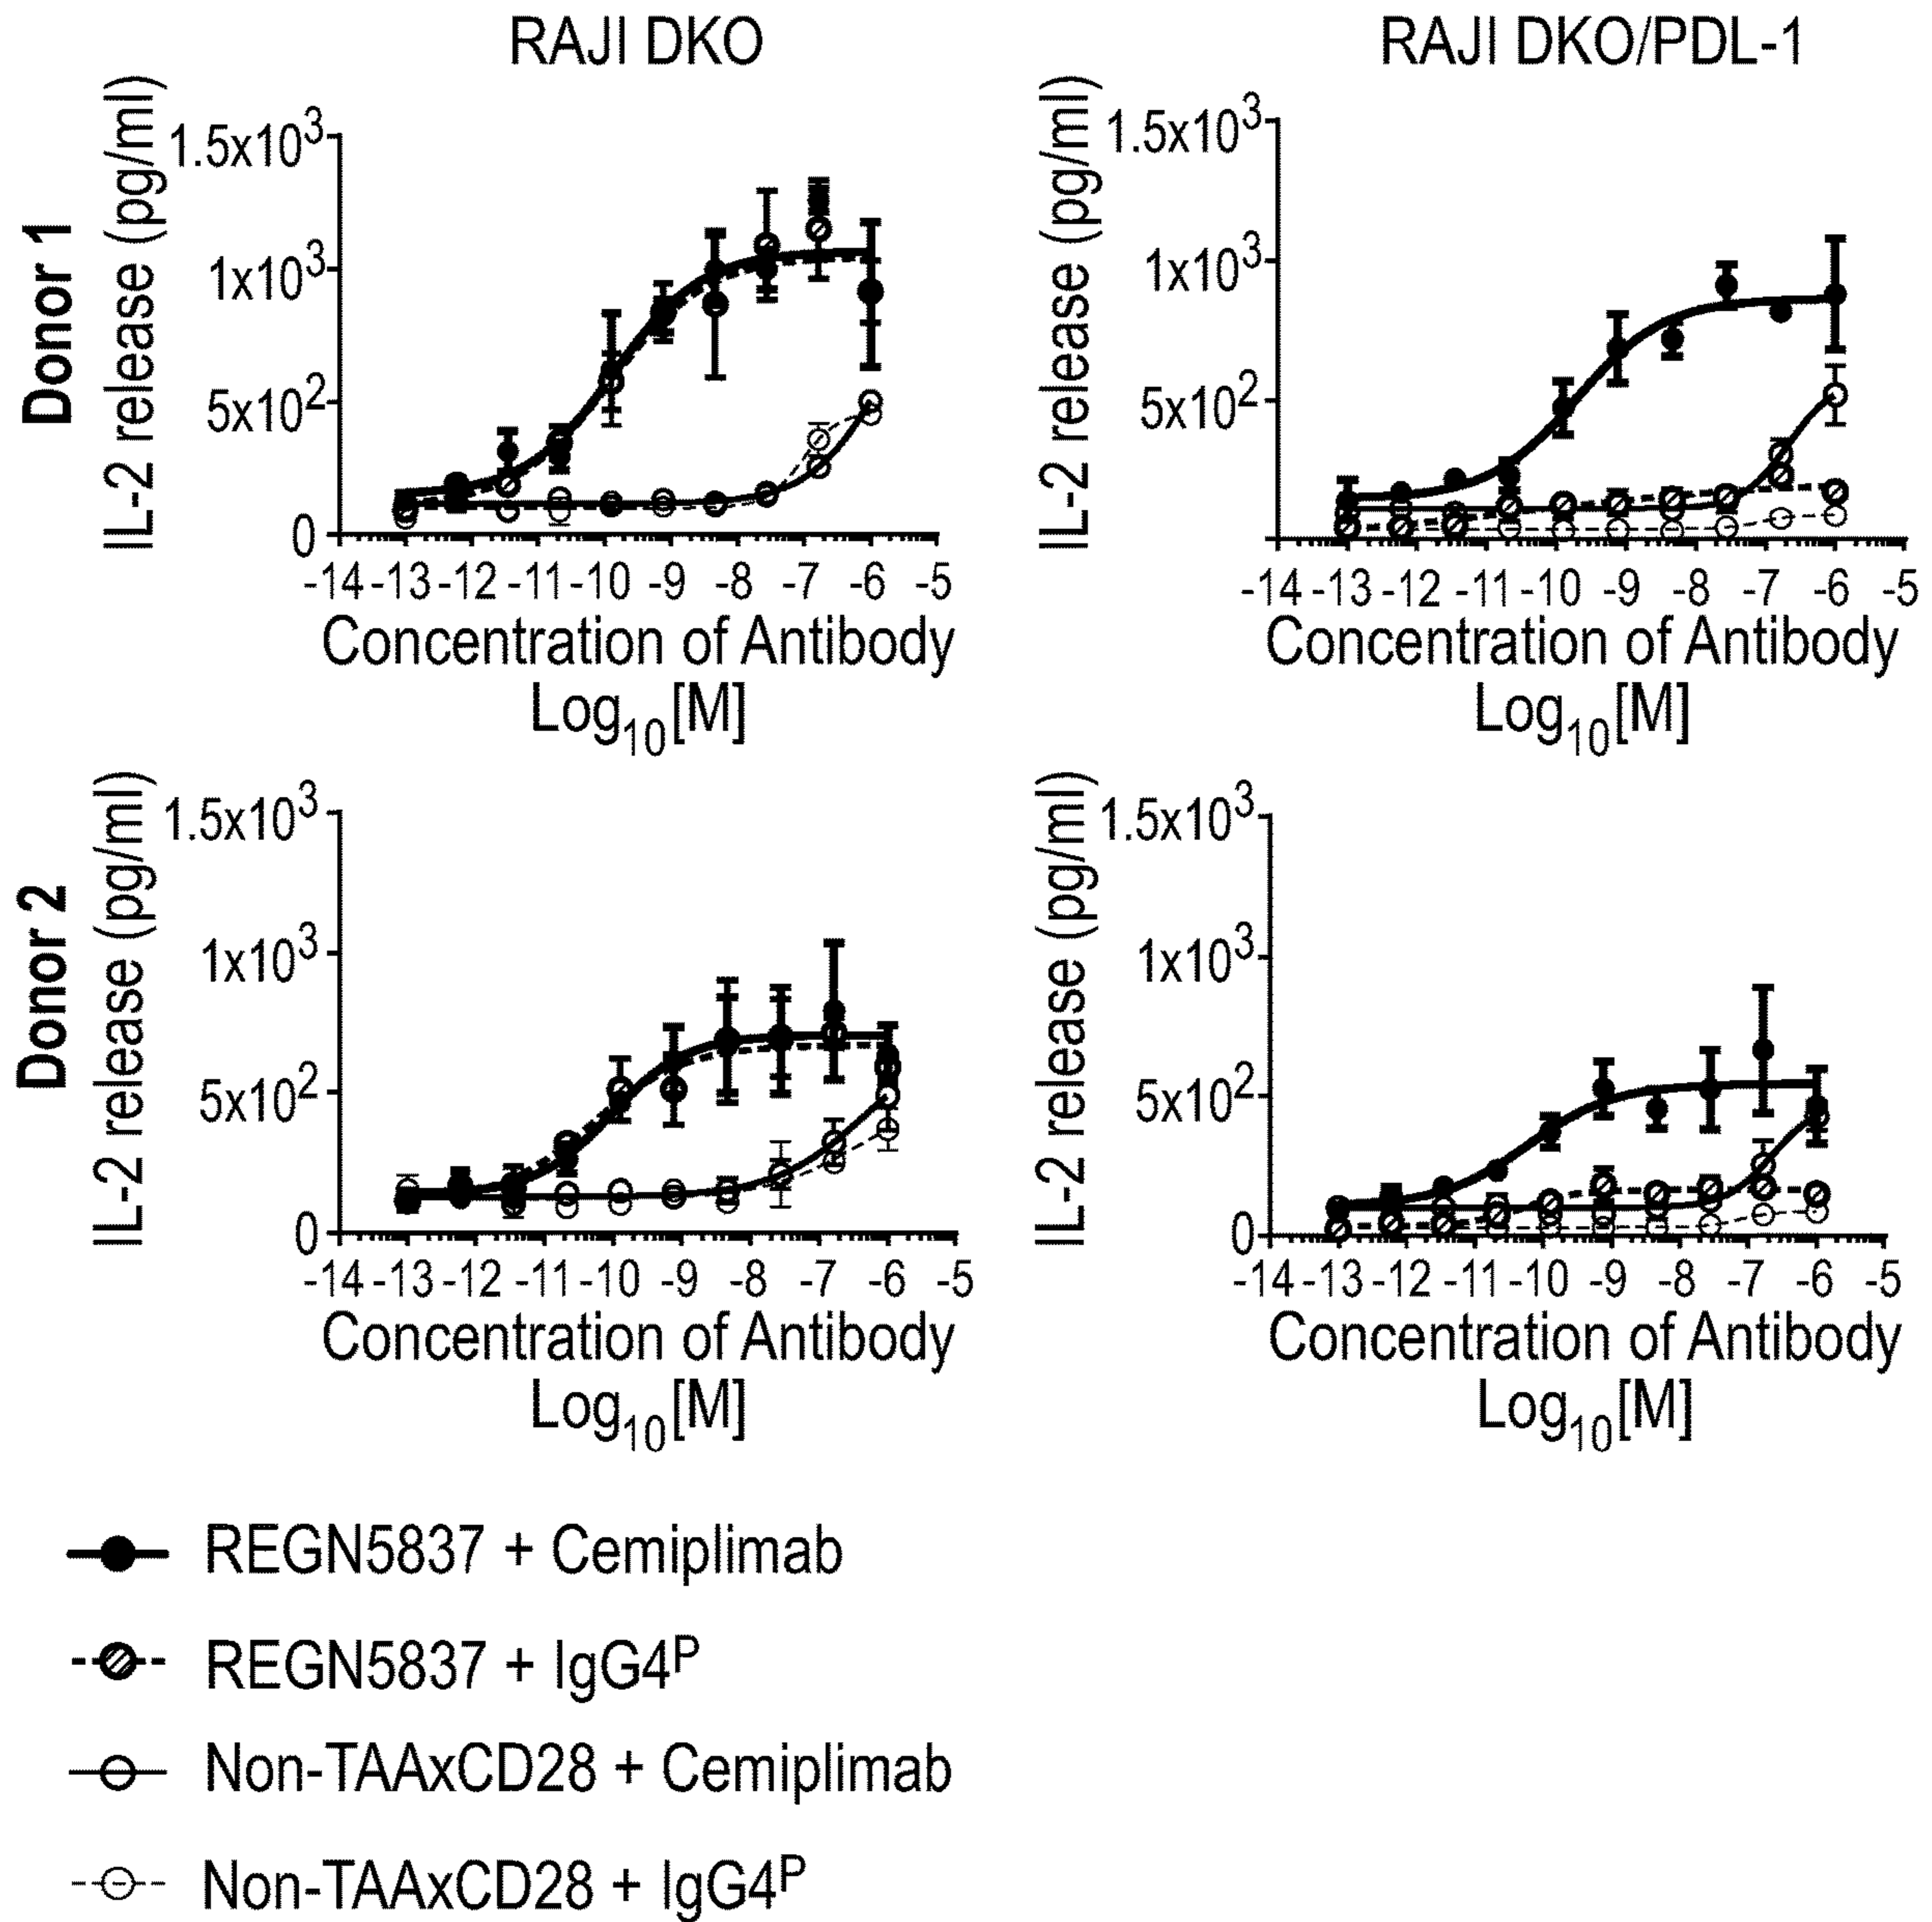 RAJI DKO
Donor 1
IL-2 release (pg/ml)
1.5x10³
1x10³
5x10²
0
-14 -13 -12 -11 -10 -9 -8 -7 -6 -5
Concentration of Antibody
Log₁₀[M]
RAJI DKO/PDL-1
IL-2 release (pg/ml)
1.5x10³
1x10³
5x10²
-14 -13 -12 -11 -10 -9 -8 -7 -6 -5
Concentration of Antibody
Log₁₀[M]
Donor 2
IL-2 release (pg/ml)
1.5x10³
1x10³
5x10²
0
-14 -13 -12 -11 -10 -9 -8 -7 -6 -5
Concentration of Antibody
Log₁₀[M]
IL-2 release (pg/ml)
1.5x10³
1x10³
5x10²
0
-14 -13 -12 -11 -10 -9 -8 -7 -6 -5
Concentration of Antibody
Log₁₀[M]
REGN5837 + Cemiplimab
REGN5837 + IgG4ᴾ
Non-TAAxCD28 + Cemiplimab
Non-TAAxCD28 + IgG4ᴾ